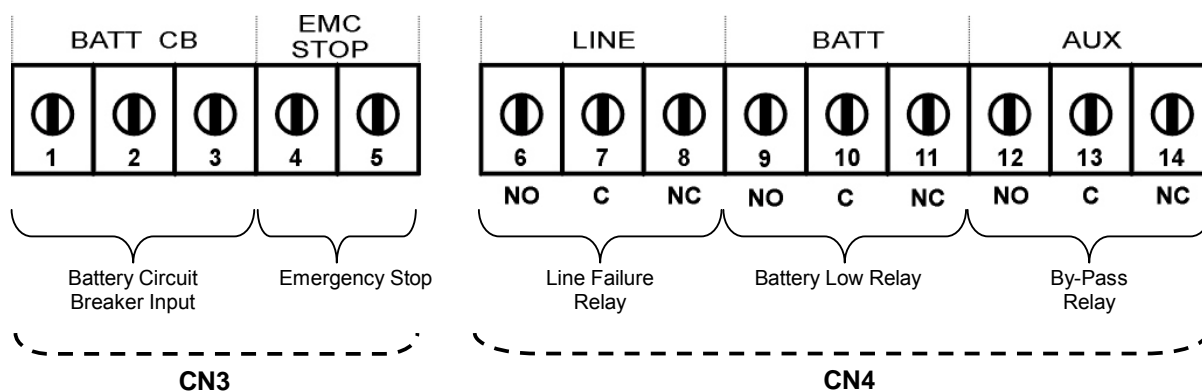 BATT CB
EMC
STOP
LINE
BATT
AUX
1 2 3 4 5
6 7 8 9 10 11 12 13 14
NO C NC NO C NC NO C NC
Battery Circuit
Breaker Input
Emergency Stop
Line Failure
Relay
Battery Low Relay
By-Pass
Relay
CN3
CN4